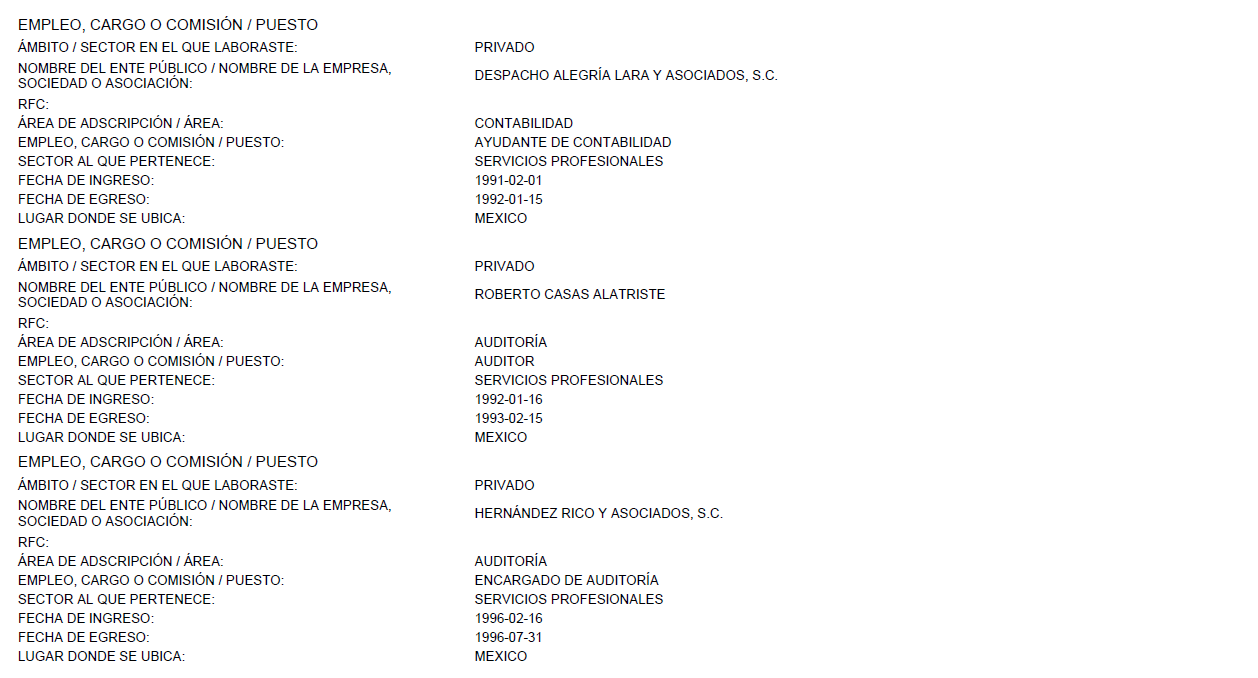 EMPLEO, CARGO O COMISIÓN / PUESTO
ÁMBITO / SECTOR EN EL QUE LABORASTE: PRIVADO
NOMBRE DEL ENTE PÚBLICO / NOMBRE DE LA EMPRESA,
SOCIEDAD O ASOCIACIÓN: DESPACHO ALEGRÍA LARA Y ASOCIADOS, S.C.
RFC:
ÁREA DE ADSCRIPCIÓN / ÁREA: CONTABILIDAD
EMPLEO, CARGO O COMISIÓN / PUESTO: AYUDANTE DE CONTABILIDAD
SECTOR AL QUE PERTENECE: SERVICIOS PROFESIONALES
FECHA DE INGRESO: 1991-02-01
FECHA DE EGRESO: 1992-01-15
LUGAR DONDE SE UBICA: MEXICO
EMPLEO, CARGO O COMISIÓN / PUESTO
ÁMBITO / SECTOR EN EL QUE LABORASTE: PRIVADO
NOMBRE DEL ENTE PÚBLICO / NOMBRE DE LA EMPRESA,
SOCIEDAD O ASOCIACIÓN: ROBERTO CASAS ALATRISTE
RFC:
ÁREA DE ADSCRIPCIÓN / ÁREA: AUDITORÍA
EMPLEO, CARGO O COMISIÓN / PUESTO: AUDITOR
SECTOR AL QUE PERTENECE: SERVICIOS PROFESIONALES
FECHA DE INGRESO: 1992-01-16
FECHA DE EGRESO: 1993-02-15
LUGAR DONDE SE UBICA: MEXICO
EMPLEO, CARGO O COMISIÓN / PUESTO
ÁMBITO / SECTOR EN EL QUE LABORASTE: PRIVADO
NOMBRE DEL ENTE PÚBLICO / NOMBRE DE LA EMPRESA,
SOCIEDAD O ASOCIACIÓN: HERNÁNDEZ RICO Y ASOCIADOS, S.C.
RFC:
ÁREA DE ADSCRIPCIÓN / ÁREA: AUDITORÍA
EMPLEO, CARGO O COMISIÓN / PUESTO: ENCARGADO DE AUDITORÍA
SECTOR AL QUE PERTENECE: SERVICIOS PROFESIONALES
FECHA DE INGRESO: 1996-02-16
FECHA DE EGRESO: 1996-07-31
LUGAR DONDE SE UBICA: MEXICO